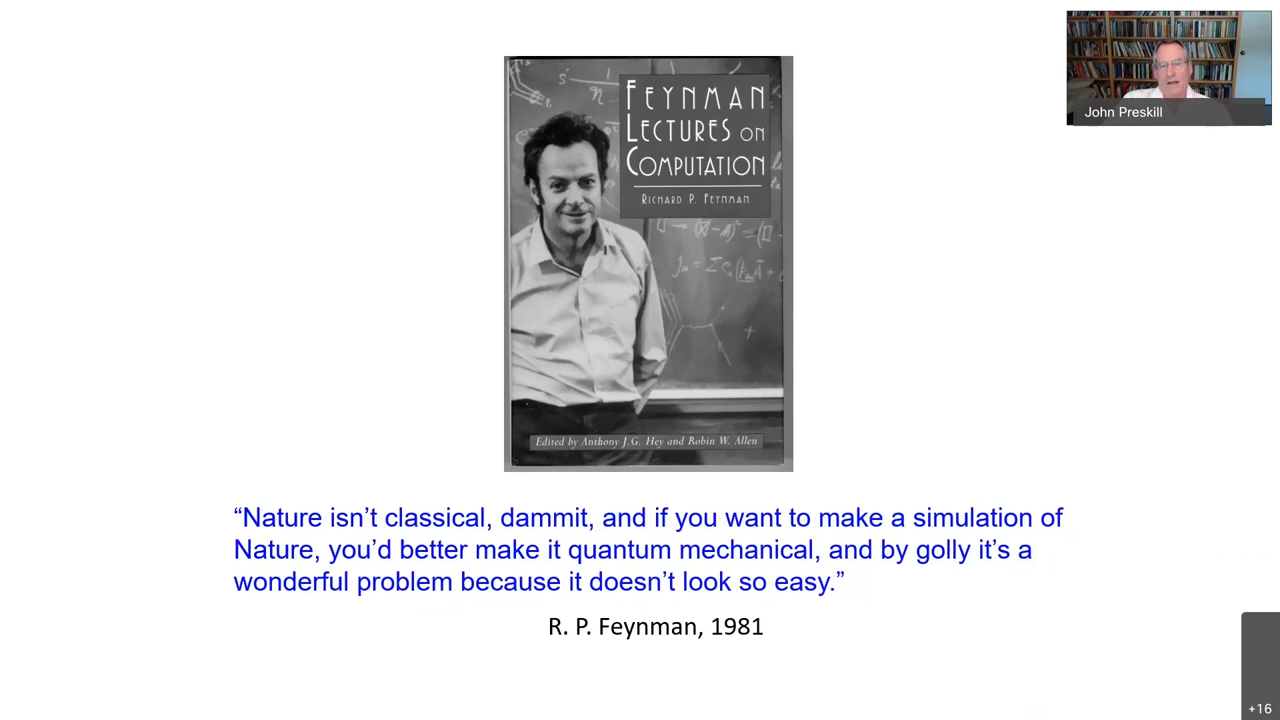 FEYNMAN
LECTURES ON
COMPUTATION
RICHARD P. FEYNMAN
Edited by Anthony J.G. Hey and Robin W. Allen
John Preskill
“Nature isn’t classical, dammit, and if you want to make a simulation of
Nature, you’d better make it quantum mechanical, and by golly it’s a
wonderful problem because it doesn’t look so easy.”
R. P. Feynman, 1981
+16